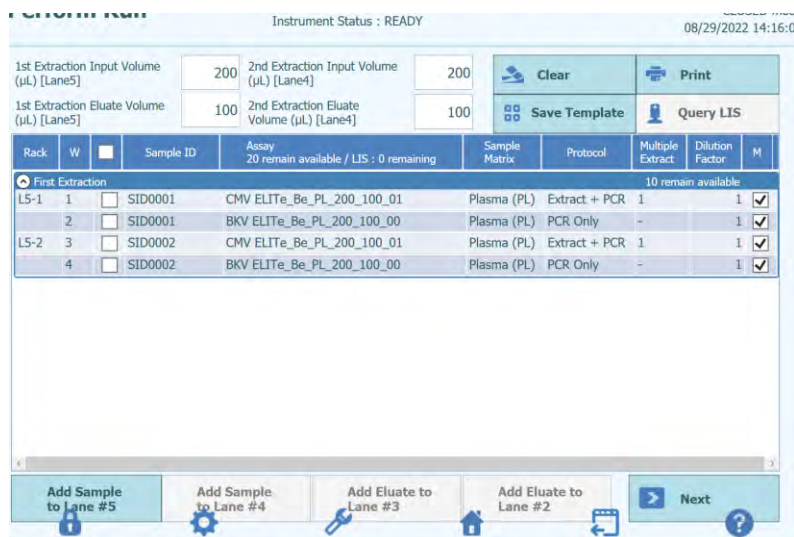 Perform Run
Instrument Status : READY
08/29/2022 14:16:0
1st Extraction Input Volume (µL) [Lane5]
200
2nd Extraction Input Volume (µL) [Lane4]
200
Clear
Print
1st Extraction Eluate Volume (µL) [Lane5]
100
2nd Extraction Eluate Volume (µL) [Lane4]
100
Save Template
Query LIS
Rack W Sample ID Assay 20 remain available / LIS : 0 remaining Sample Matrix Protocol Multiple Extract Dilution Factor M
First Extraction 10 remain available
L5-1 1 SID0001 CMV ELITe_Be_PL_200_100_01 Plasma (PL) Extract + PCR 1 1
2 SID0001 BKV ELITe_Be_PL_200_100_00 Plasma (PL) PCR Only - 1
L5-2 3 SID0002 CMV ELITe_Be_PL_200_100_01 Plasma (PL) Extract + PCR 1 1
4 SID0002 BKV ELITe_Be_PL_200_100_00 Plasma (PL) PCR Only - 1
Add Sample to Lane #5
Add Sample to Lane #4
Add Eluate to Lane #3
Add Eluate to Lane #2
Next